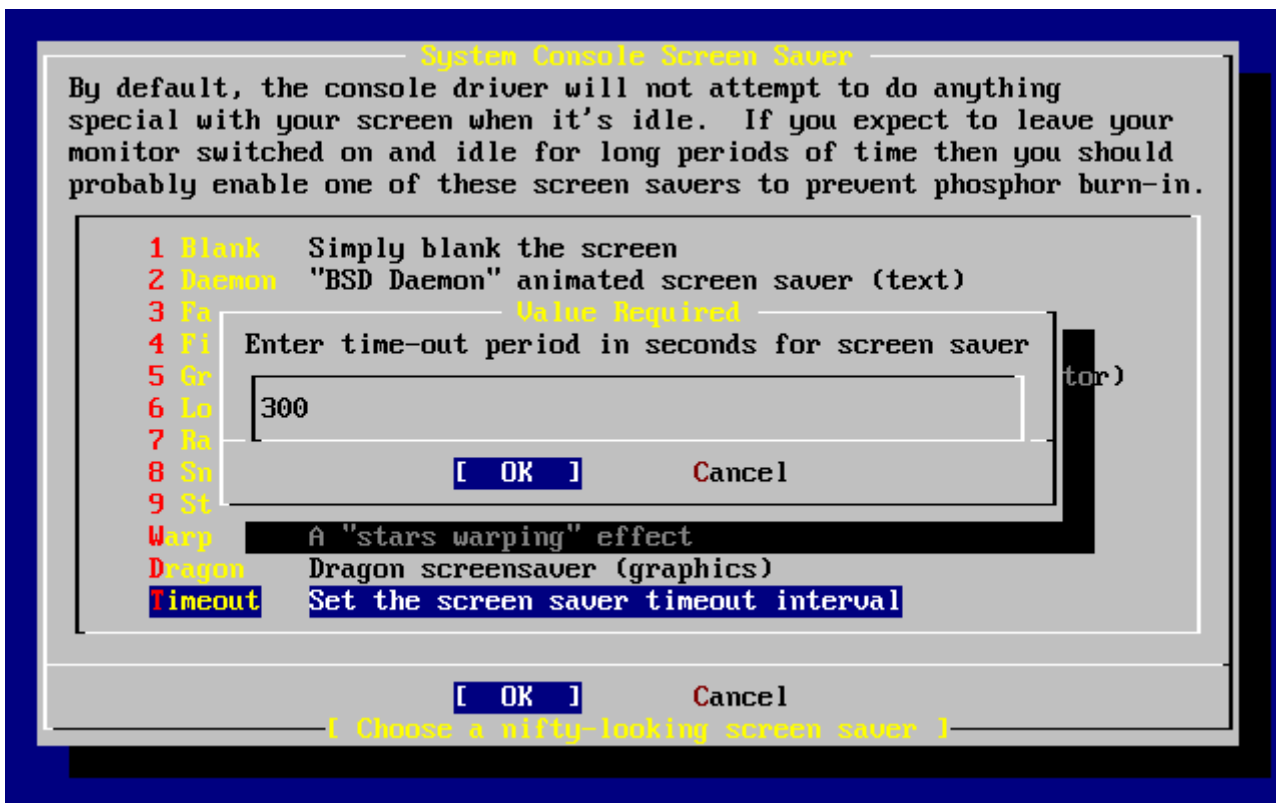 System Console Screen Saver
By default, the console driver will not attempt to do anything
special with your screen when it's idle.  If you expect to leave your
monitor switched on and idle for long periods of time then you should
probably enable one of these screen savers to prevent phosphor burn-in.
1 Blank Simply blank the screen
2 Daemon "BSD Daemon" animated screen saver (text)
3 Fa
Value Required
4 Fi
Enter time-out period in seconds for screen saver
5 Gr tor)
6 Lo
300
7 Ra
8 Sn
[ OK ] Cancel
9 St
Warp A "stars warping" effect
Dragon Dragon screensaver (graphics)
Timeout Set the screen saver timeout interval
[ OK ] Cancel
[ Choose a nifty-looking screen saver ]